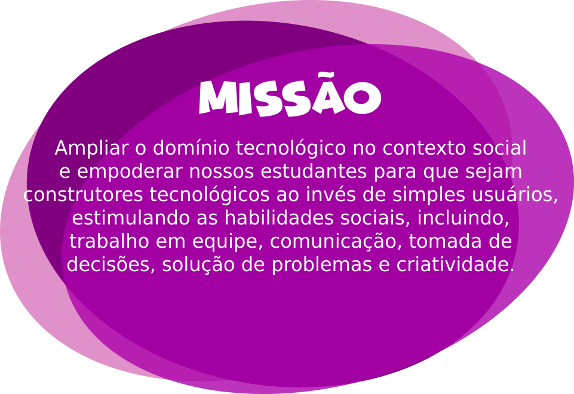 MISSÃO
Ampliar o domínio tecnológico no contexto social
e empoderar nossos estudantes para que sejam
construtores tecnológicos ao invés de simples usuários,
estimulando as habilidades sociais, incluindo,
trabalho em equipe, comunicação, tomada de
decisões, solução de problemas e criatividade.